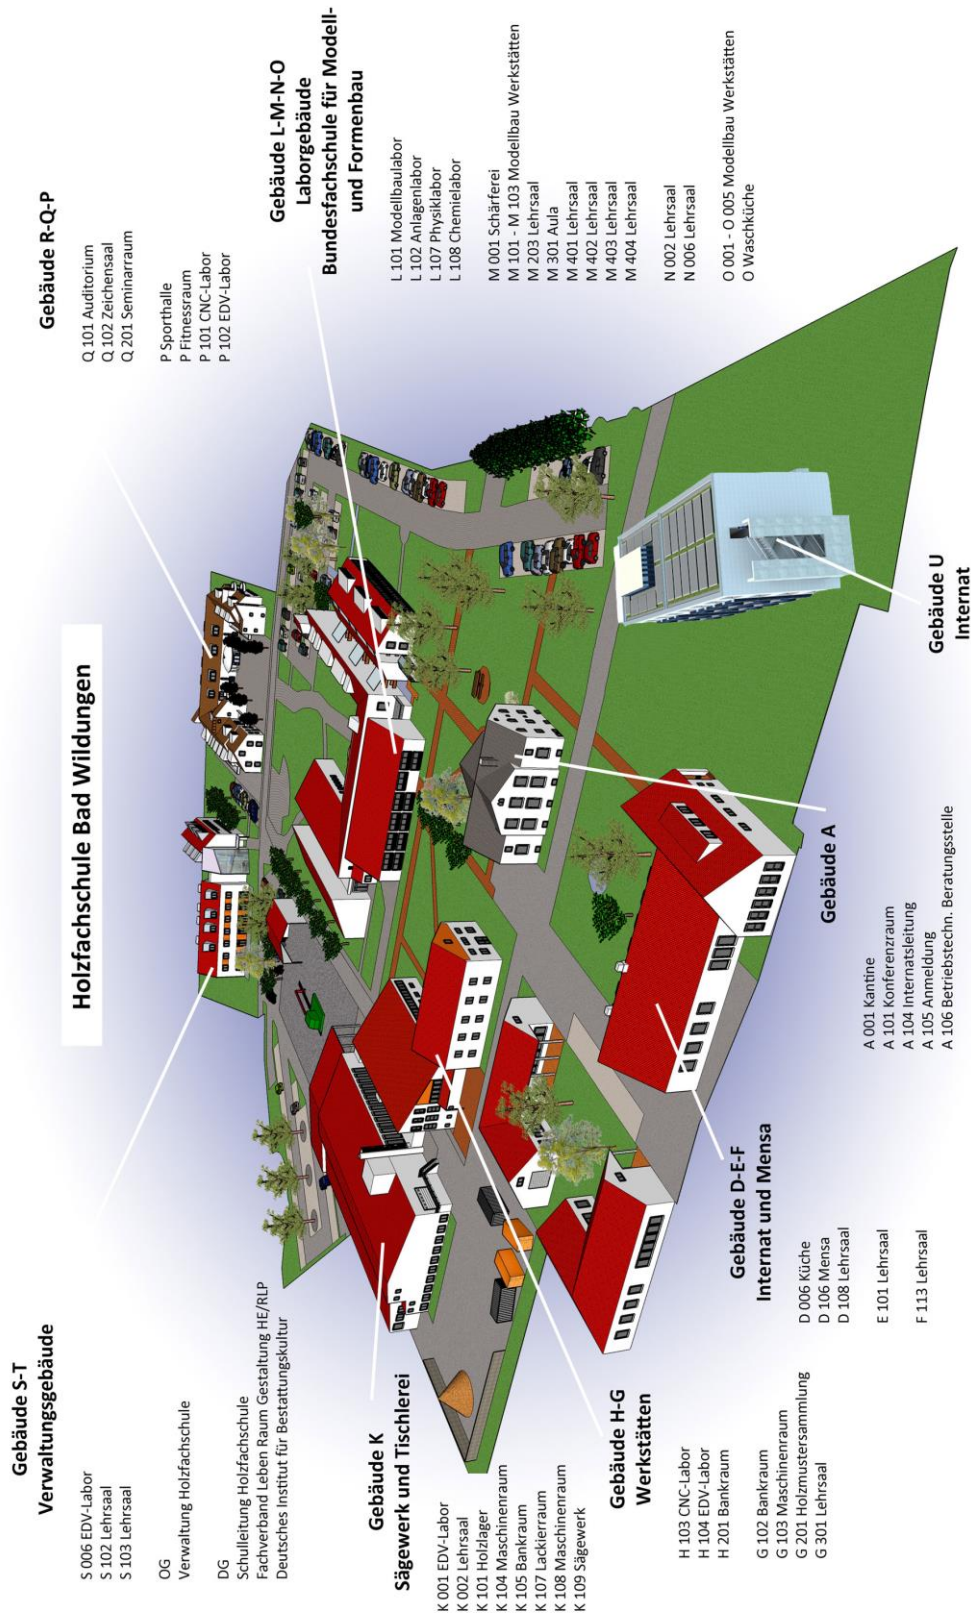 Holzfachschule Bad Wildungen
Gebäude S-T
Verwaltungsgebäude
S 006 EDV-Labor
S 102 Lehrsaal
S 103 Lehrsaal
OG
Verwaltung Holzfachschule
DG
Schulleitung Holzfachschule
Fachverband Leben Raum Gestaltung HE/RLP
Deutsches Institut für Bestattungskultur
Gebäude K
Sägewerk und Tischlerei
K 001 EDV-Labor
K 002 Lehrsaal
K 101 Holzlager
K 104 Maschinenraum
K 105 Bankraum
K 107 Lackierraum
K 108 Maschinenraum
K 109 Sägewerk
Gebäude H-G
Werkstätten
H 103 CNC-Labor
H 104 EDV-Labor
H 201 Bankraum
G 102 Bankraum
G 103 Maschinenraum
G 201 Holzmustersammlung
G 301 Lehrsaal
Gebäude D-E-F
Internat und Mensa
D 006 Küche
D 106 Mensa
D 108 Lehrsaal
E 101 Lehrsaal
F 113 Lehrsaal
Gebäude A
A 001 Kantine
A 101 Konferenzraum
A 104 Internatsleitung
A 105 Anmeldung
A 106 Betriebstechn. Beratungsstelle
Gebäude U
Internat
Gebäude R-Q-P
Q 101 Auditorium
Q 102 Zeichensaal
Q 201 Seminarraum
P Sporthalle
P Fitnessraum
P 101 CNC-Labor
P 102 EDV-Labor
Gebäude L-M-N-O
Laborgebäude
Bundesfachschule für Modell-
und Formenbau
L 101 Modellbaulabor
L 102 Anlagenlabor
L 107 Physiklabor
L 108 Chemielabor
M 001 Schärferei
M 101 - M 103 Modellbau Werkstätten
M 203 Lehrsaal
M 301 Aula
M 401 Lehrsaal
M 402 Lehrsaal
M 403 Lehrsaal
M 404 Lehrsaal
N 002 Lehrsaal
N 006 Lehrsaal
O 001 - O 005 Modellbau Werkstätten
O Waschküche